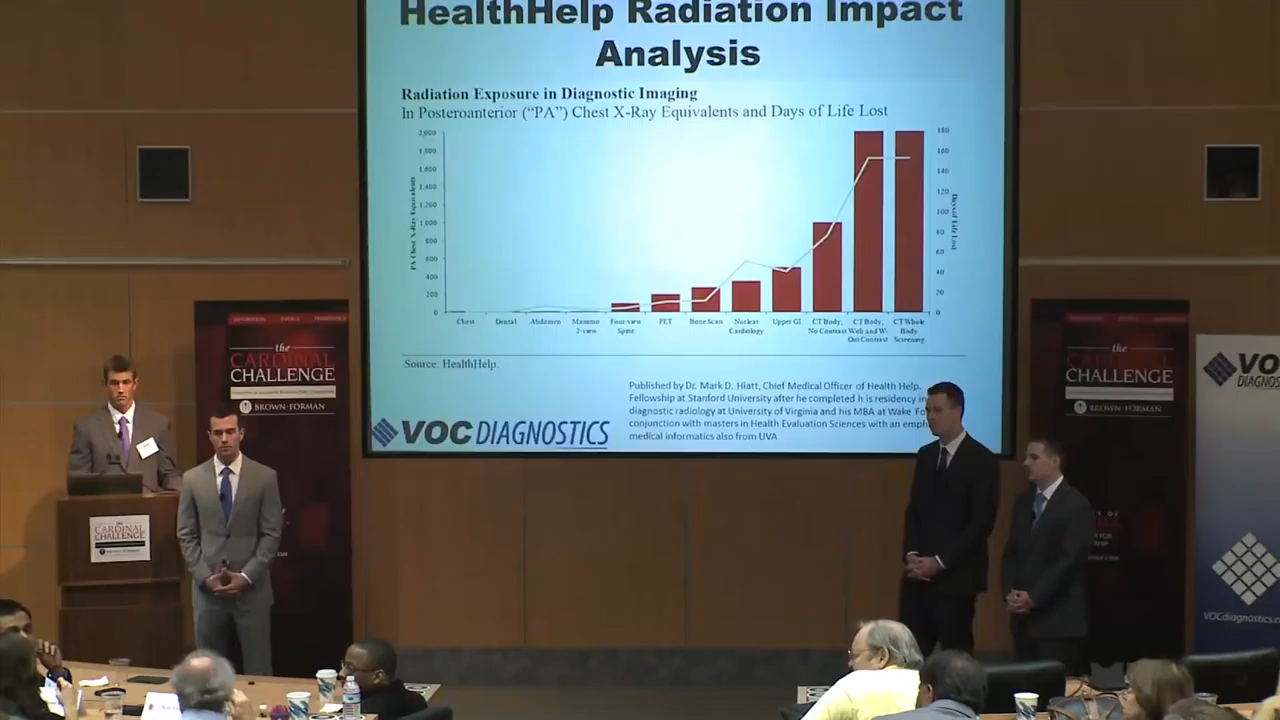 HealthHelp Radiation Impact
Analysis
Radiation Exposure in Diagnostic Imaging
In Posteroanterior ("PA") Chest X-Ray Equivalents and Days of Life Lost
PA Chest X-Ray Equivalents
2,000
1,800
1,600
1,400
1,200
1,000
800
600
400
200
0
180
160
140
120
100
80
60
40
20
0
Days of Life Lost
Chest
Dental
Abdomen
Mammo
2-view
Four-view
Spine
PET
Bone Scan
Nuclear
Cardiology
Upper GI
CT Body,
No Contrast
CT Body,
With and W-
Out Contrast
CT Whole
Body
Screening
Source: HealthHelp.
Published by Dr. Mark D. Hiatt, Chief Medical Officer of Health Help.
Fellowship at Stanford University after he completed h is residency in
diagnostic radiology at University of Virginia and his MBA at Wake Fo
conjunction with masters in Health Evaluation Sciences with an emph
medical informatics also from UVA
VOC DIAGNOSTICS
the
CARDINAL
CHALLENGE
BROWN-FORMAN
the
CARDINAL
CHALLENGE
the
CARDINAL
CHALLENGE
BROWN-FORMAN
VO
DIAGNOS
VOCdiagnostics.c